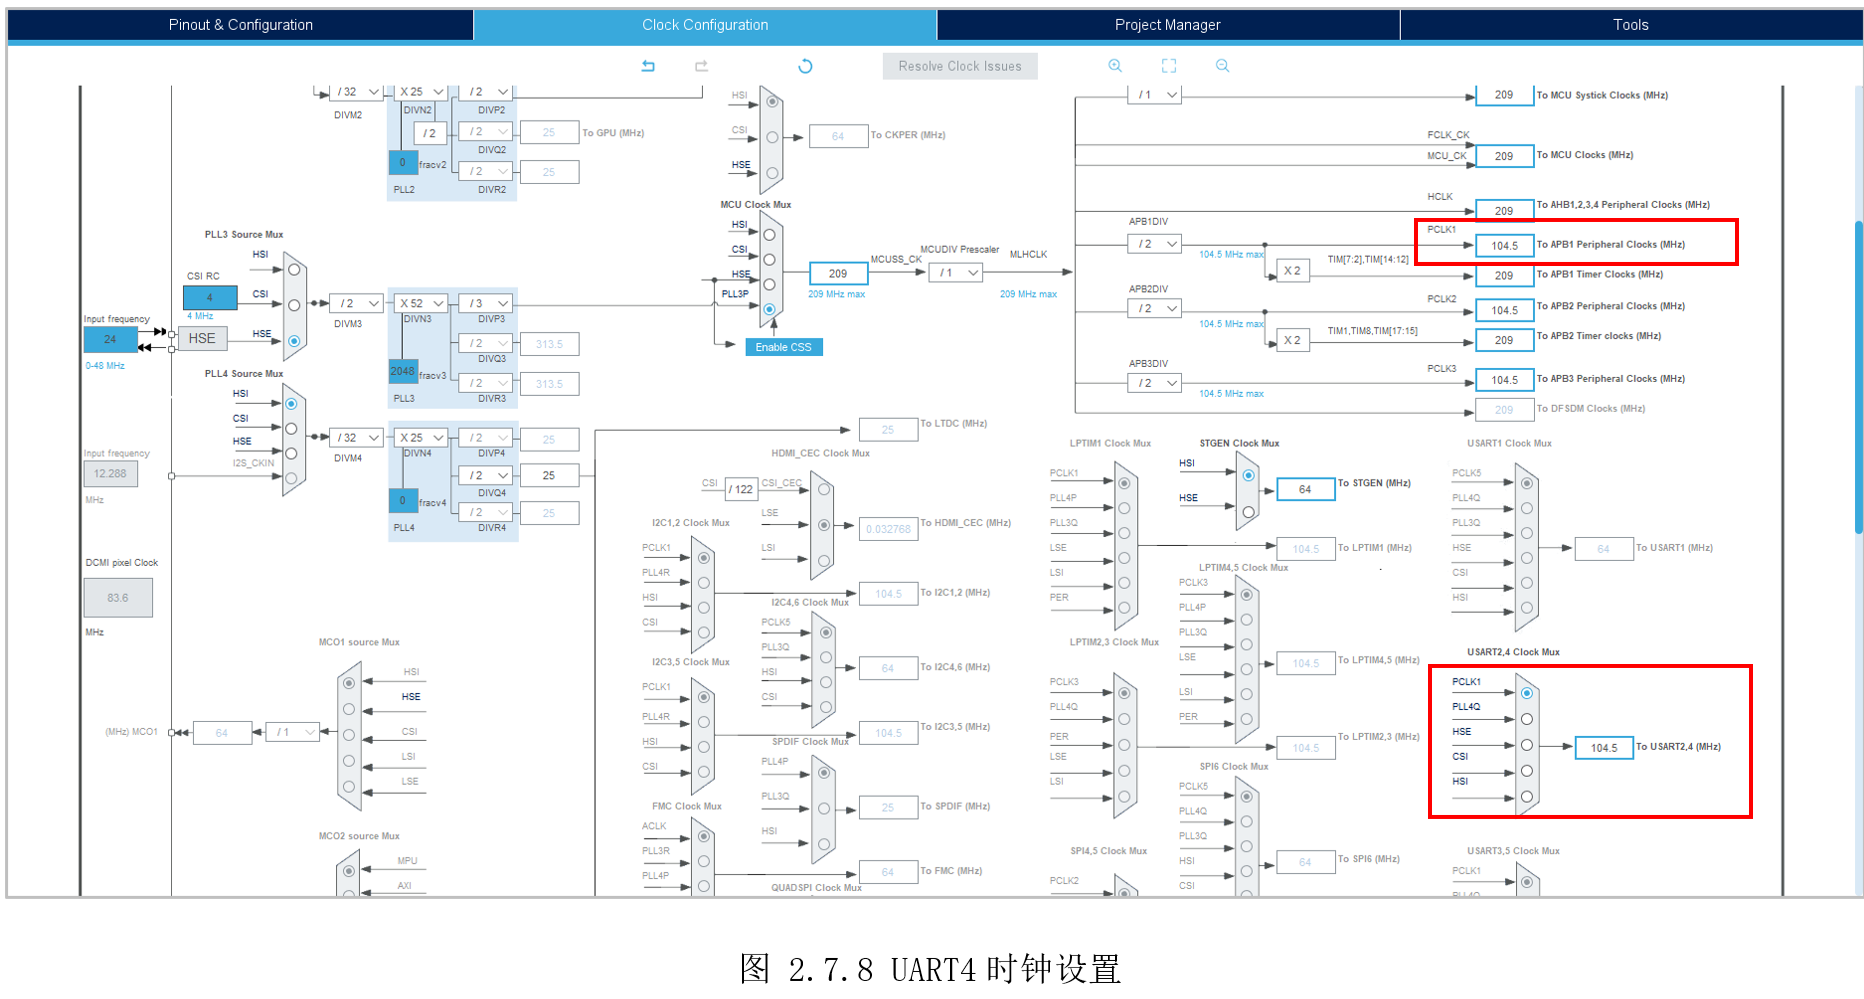 Pinout & Configuration
Clock Configuration
Project Manager
Tools
Resolve Clock Issues
/ 32
DIVM2
X 25
DIVN2
/ 2
DIVP2
/ 2
/ 2
DIVQ2
25
To GPU (MHz)
0
fracv2
/ 2
DIVR2
25
PLL2
HSI
CSI
HSE
64
To CKPER (MHz)
MCU Clock Mux
HSI
CSI
HSE
PLL3P
209
209 MHz max
MCUSS_CK
MCUDIV Prescaler
/ 1
MLHCLK
209 MHz max
Enable CSS
/ 1
209
To MCU Systick Clocks (MHz)
FCLK_CK
MCU_CK
209
To MCU Clocks (MHz)
HCLK
209
To AHB1,2,3,4 Peripheral Clocks (MHz)
APB1DIV
/ 2
104.5 MHz max
PCLK1
104.5
To APB1 Peripheral Clocks (MHz)
X 2
TIM[7:2],TIM[14:12]
209
To APB1 Timer Clocks (MHz)
APB2DIV
/ 2
104.5 MHz max
PCLK2
104.5
To APB2 Peripheral Clocks (MHz)
X 2
TIM1,TIM8,TIM[17:15]
209
To APB2 Timer clocks (MHz)
APB3DIV
/ 2
104.5 MHz max
PCLK3
104.5
To APB3 Peripheral Clocks (MHz)
209
To DFSDM Clocks (MHz)
PLL3 Source Mux
HSI
CSI RC
4
4 MHz
CSI
Input frequency
24
0-48 MHz
HSE
HSE
/ 2
DIVM3
X 52
DIVN3
/ 3
DIVP3
/ 2
DIVQ3
313.5
2048
fracv3
/ 2
DIVR3
313.5
PLL3
PLL4 Source Mux
HSI
CSI
HSE
I2S_CKIN
Input frequency
12.288
MHz
/ 32
DIVM4
X 25
DIVN4
/ 2
DIVP4
25
/ 2
DIVQ4
25
0
fracv4
/ 2
DIVR4
25
PLL4
DCMI pixel Clock
83.6
MHz
MCO1 source Mux
HSI
HSE
CSI
LSI
LSE
(MHz) MCO1
64
/ 1
MCO2 source Mux
MPU
AXI
25
To LTDC (MHz)
HDMI_CEC Clock Mux
CSI
/ 122
CSI_CEC
LSE
LSI
0.032768
To HDMI_CEC (MHz)
I2C1,2 Clock Mux
PCLK1
PLL4R
HSI
CSI
104.5
To I2C1,2 (MHz)
I2C4,6 Clock Mux
PCLK5
PLL3Q
HSI
CSI
64
To I2C4,6 (MHz)
I2C3,5 Clock Mux
PCLK1
PLL4R
HSI
CSI
104.5
To I2C3,5 (MHz)
SPDIF Clock Mux
PLL4P
PLL3Q
HSI
25
To SPDIF (MHz)
FMC Clock Mux
ACLK
PLL3R
PLL4P
64
To FMC (MHz)
QUADSPI Clock Mux
LPTIM1 Clock Mux
PCLK1
PLL4P
PLL3Q
LSE
LSI
PER
104.5
To LPTIM1 (MHz)
STGEN Clock Mux
HSI
HSE
64
To STGEN (MHz)
LPTIM4,5 Clock Mux
PCLK3
PLL4P
PLL3Q
LSE
LSI
PER
104.5
To LPTIM4,5 (MHz)
LPTIM2,3 Clock Mux
PCLK3
PLL4Q
PER
LSE
LSI
104.5
To LPTIM2,3 (MHz)
SPI6 Clock Mux
PCLK5
PLL4Q
PLL3Q
HSI
CSI
64
To SPI6 (MHz)
SPI4,5 Clock Mux
PCLK2
USART1 Clock Mux
PCLK5
PLL4Q
PLL3Q
HSE
CSI
HSI
64
To USART1 (MHz)
USART2,4 Clock Mux
PCLK1
PLL4Q
HSE
CSI
HSI
104.5
To USART2,4 (MHz)
USART3,5 Clock Mux
PCLK1
PLL4Q
图 2.7.8 UART4 时钟设置